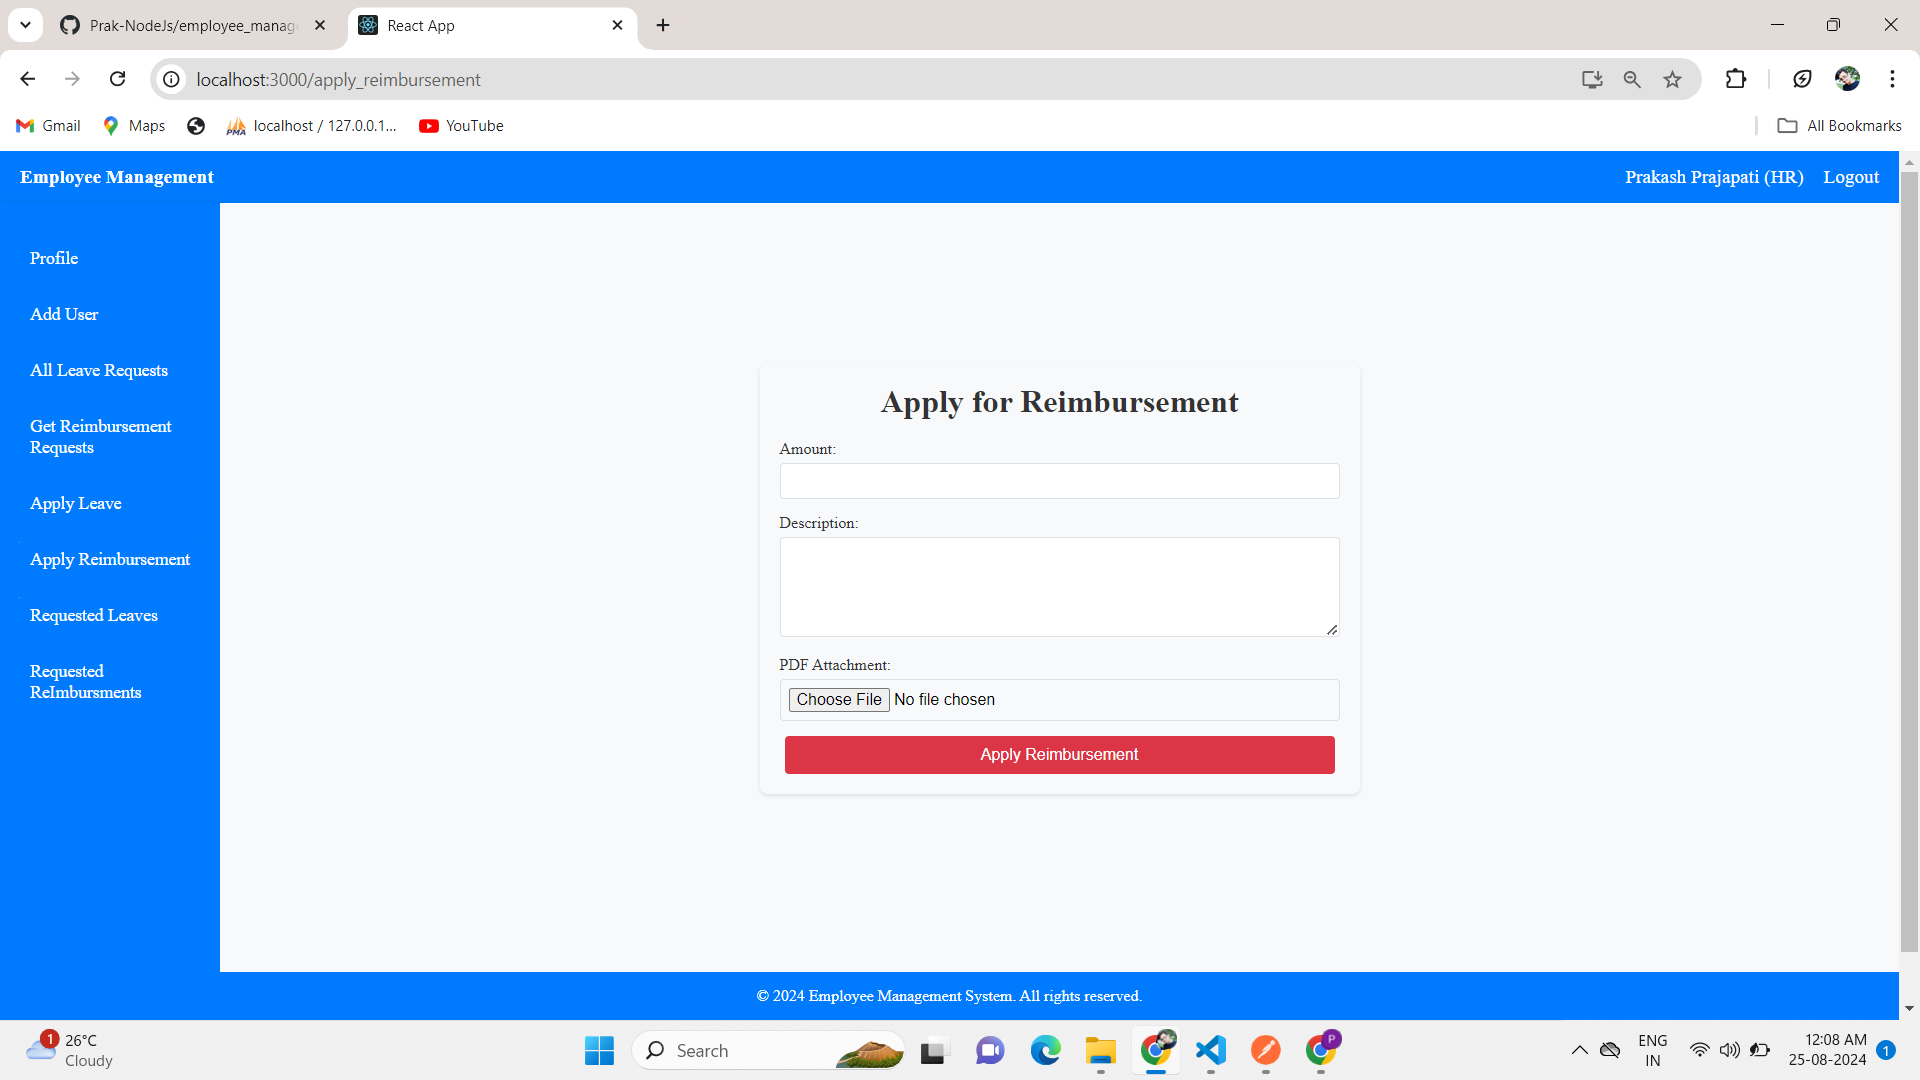 Prak-NodeJs/employee_manag
React App
localhost:3000/apply_reimbursement
Gmail
Maps
localhost / 127.0.0.1...
YouTube
All Bookmarks
Employee Management
Prakash Prajapati (HR)
Logout
Profile
Add User
All Leave Requests
Get Reimbursement
Requests
Apply Leave
Apply Reimbursement
Requested Leaves
Requested
ReImbursments
Apply for Reimbursement
Amount:
Description:
PDF Attachment:
Choose File No file chosen
Apply Reimbursement
© 2024 Employee Management System. All rights reserved.
1
26°C
Cloudy
Search
P
ENG
IN
12:08 AM
25-08-2024
1